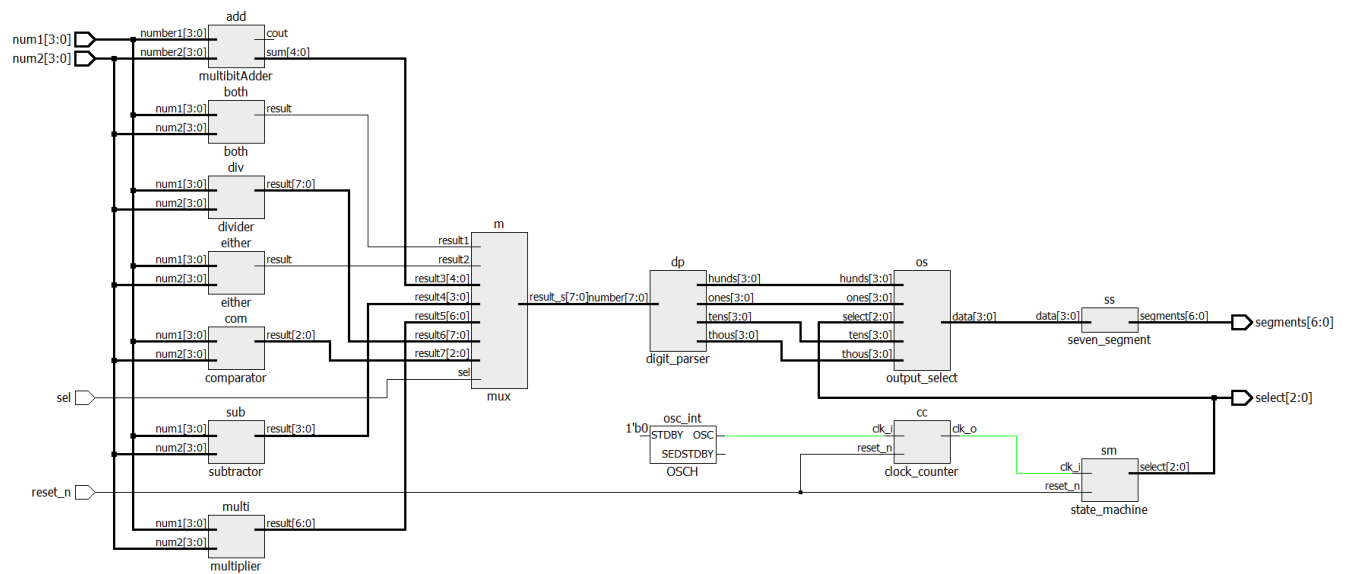 add
num1[3:0]
number1[3:0]
cout
num2[3:0]
number2[3:0]
sum[4:0]
multibitAdder
both
num1[3:0]
result
num2[3:0]
both
div
num1[3:0]
result[7:0]
num2[3:0]
divider
either
num1[3:0]
result
num2[3:0]
either
com
num1[3:0]
result[2:0]
num2[3:0]
comparator
sel
sub
num1[3:0]
result[3:0]
num2[3:0]
subtractor
reset_n
multi
num1[3:0]
result[6:0]
num2[3:0]
multiplier
m
result1
result2
result3[4:0]
result4[3:0]
result5[6:0]
result6[7:0]
result7[2:0]
sel
result_s[7:0]
mux
dp
number[7:0]
hunds[3:0]
ones[3:0]
tens[3:0]
thous[3:0]
digit_parser
os
hunds[3:0]
ones[3:0]
select[2:0]
tens[3:0]
thous[3:0]
data[3:0]
output_select
ss
data[3:0]
segments[6:0]
seven_segment
segments[6:0]
select[2:0]
osc_int
1'b0
STDBY OSC
SEDSTDBY
OSCH
cc
clk_i
clk_o
reset_n
clock_counter
sm
clk_i
select[2:0]
reset_n
state_machine